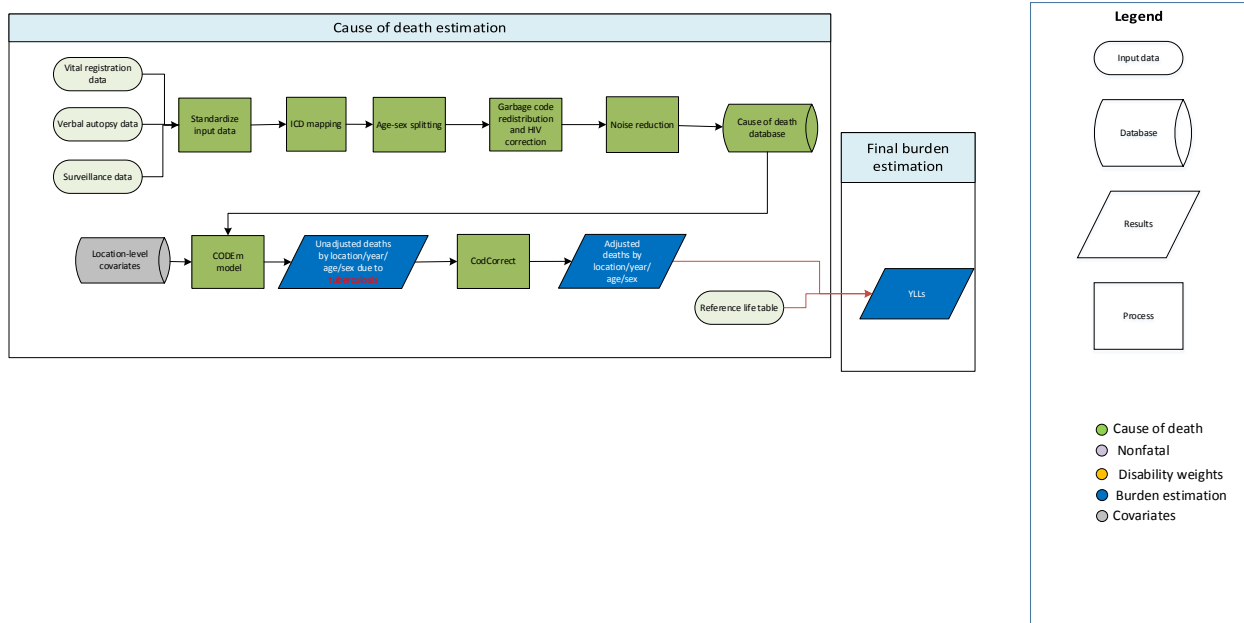 Cause of death estimation
Vital registration
data
Verbal autopsy data
Surveillance data
Standardize
input data
ICD mapping
Age-sex splitting
Garbage code
redistribution
and HIV
correction
Noise reduction
Cause of death
database
Location-level
covariates
CODEm
model
Unadjusted deaths
by location/year/
age/sex due to
CodCorrect
Adjusted
deaths by
location/year/
age/sex
Reference life table
Final burden
estimation
YLLs
Legend
Input data
Database
Results
Process
Cause of death
Nonfatal
Disability weights
Burden estimation
Covariates